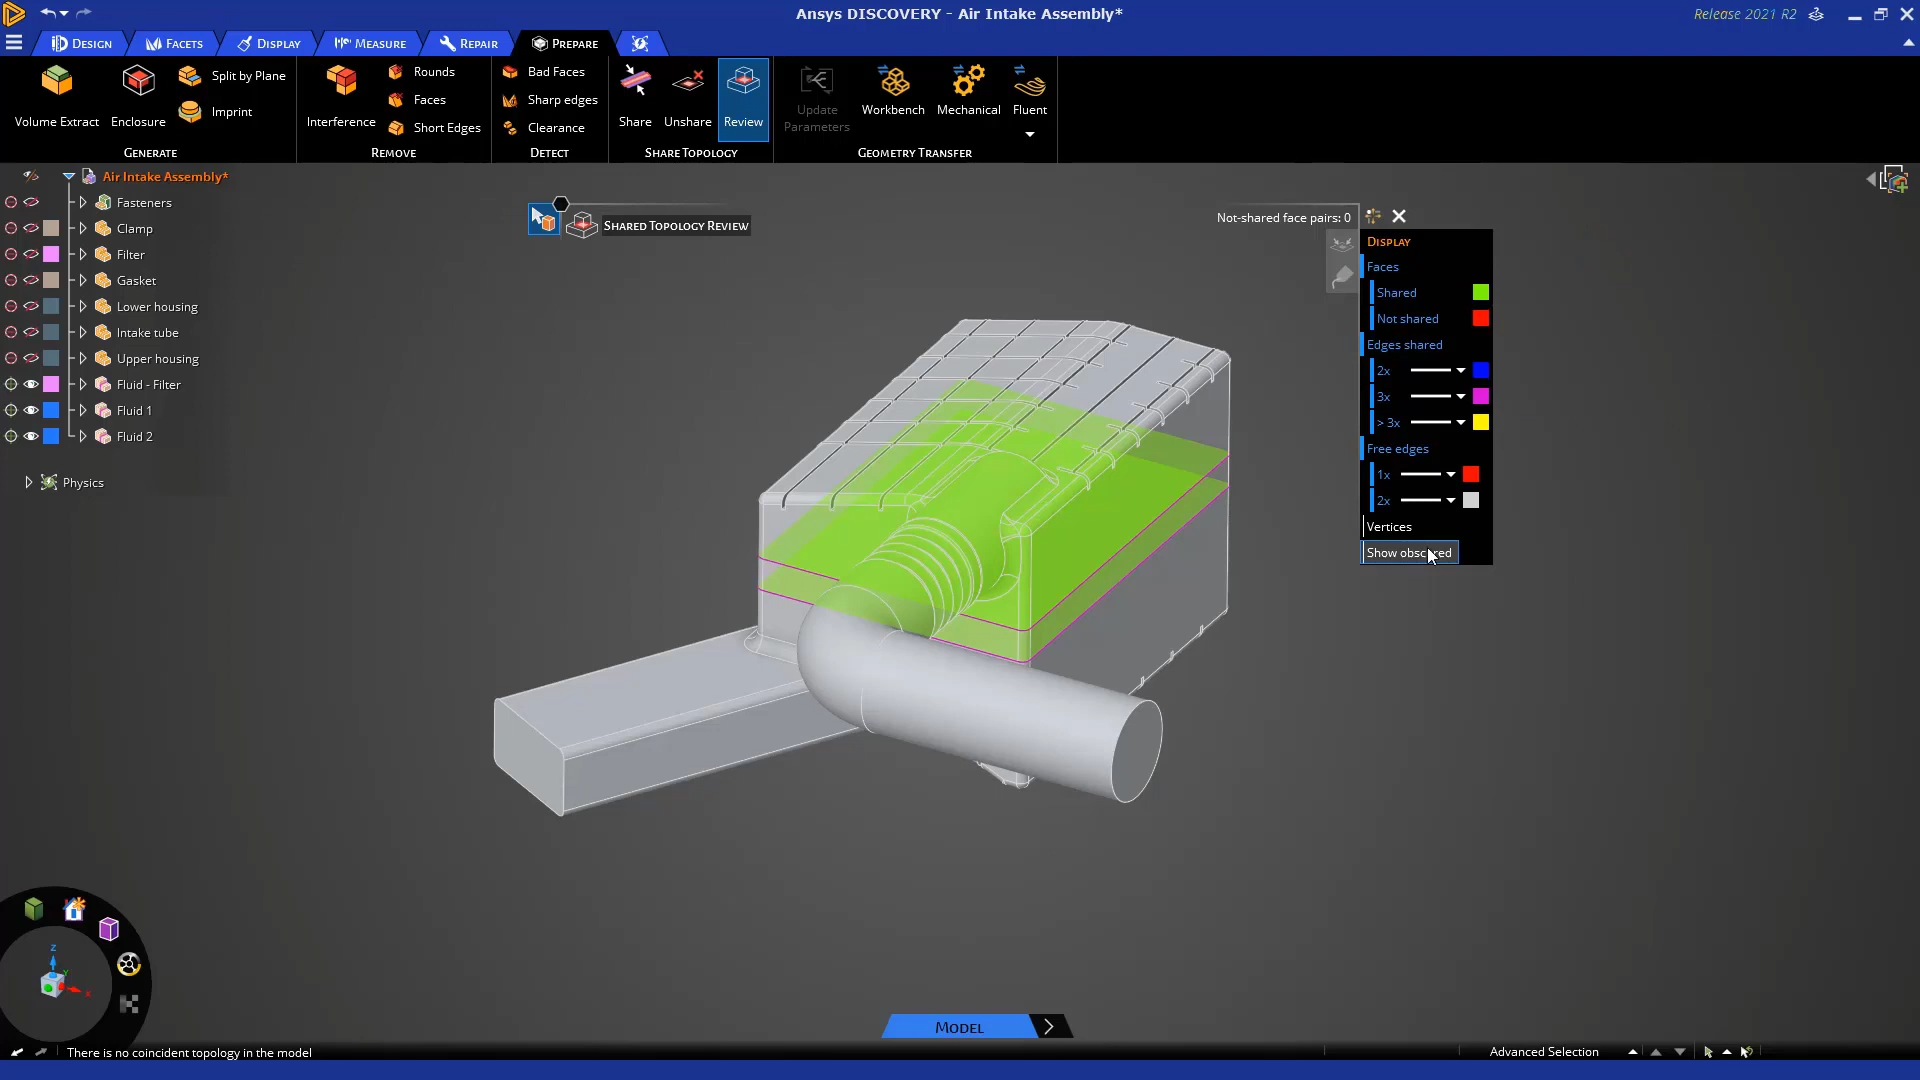 Ansys DISCOVERY - Air Intake Assembly*
Release 2021 R2
DESIGN
FACETS
DISPLAY
MEASURE
REPAIR
PREPARE
Volume Extract
Enclosure
Split by Plane
Imprint
GENERATE
Interference
Rounds
Faces
Short Edges
REMOVE
Bad Faces
Sharp edges
Clearance
DETECT
Share
Unshare
Review
SHARE TOPOLOGY
Update
Parameters
Workbench
Mechanical
Fluent
GEOMETRY TRANSFER
Air Intake Assembly*
Fasteners
Clamp
Filter
Gasket
Lower housing
Intake tube
Upper housing
Fluid - Filter
Fluid 1
Fluid 2
Physics
SHARED TOPOLOGY REVIEW
Not-shared face pairs: 0
DISPLAY
Faces
Shared
Not shared
Edges shared
2x
3x
> 3x
Free edges
1x
2x
Vertices
Show obscured
Z
Y
X
MODEL
There is no coincident topology in the model
Advanced Selection